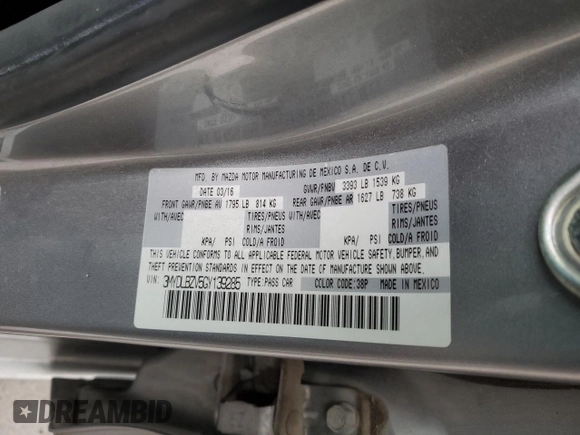 MFD. BY MAZDA MOTOR MANUFACTURING DE MEXICO S.A. DE C.V.
DATE 03/16 GVWR/PNBV 3393 LB 1539 KG
FRONT GAWR/PNBE AV 1795 LB 814 KG REAR GAWR/PNBE AR 1627 LB 738 KG
WITH/AVEC TIRES/PNEUS WITH/AVEC TIRES/PNEUS
RIMS/JANTES RIMS/JANTES
KPA/ PSI COLD/A FROID KPA/ PSI COLD/A FROID
THIS VEHICLE CONFORMS TO ALL APPLICABLE FEDERAL MOTOR VEHICLE SAFETY, BUMPER, AND
THEFT PREVENTION STANDARDS IN EFFECT ON THE DATE OF MANUFACTURE SHOWN ABOVE.
VIN: 3MYDLBZV5GY139285 TYPE:PASS CAR COLOR CODE:38P MADE IN MEXICO
DREAMBID